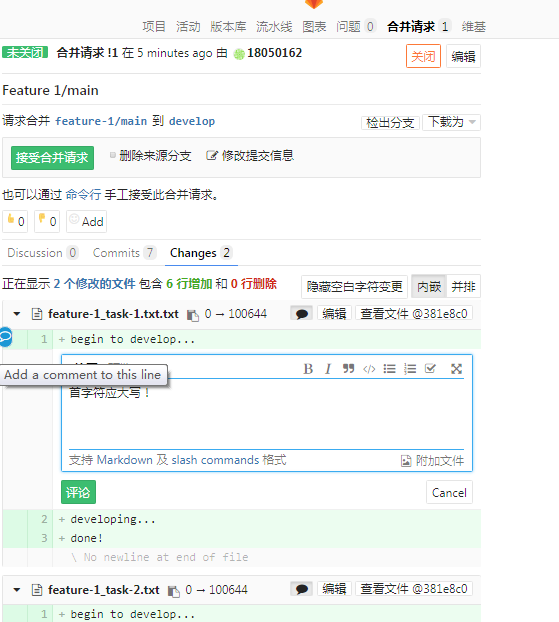 项目 活动 版本库 流水线 图表 问题 0 合并请求 1 维基
未关闭 合并请求 !1 在 5 minutes ago 由 18050162 关闭 编辑
Feature 1/main
请求合并 feature-1/main 到 develop 检出分支 下载为
接受合并请求 删除来源分支 修改提交信息
也可以通过 命令行 手工接受此合并请求。
0 0 Add
Discussion 0 Commits 7 Changes 2
正在显示 2 个修改的文件 包含 6 行增加 和 0 行删除 隐藏空白字符变更 内嵌 并排
feature-1_task-1.txt.txt 0 → 100644 编辑 查看文件 @381e8c0
1 + begin to develop...
B I
Add a comment to this line
首字符应大写！
支持 Markdown 及 slash commands 格式 附加文件
评论 Cancel
2 + developing...
3 + done!
\ No newline at end of file
feature-1_task-2.txt 0 → 100644 编辑 查看文件 @381e8c0
1 + begin to develop...